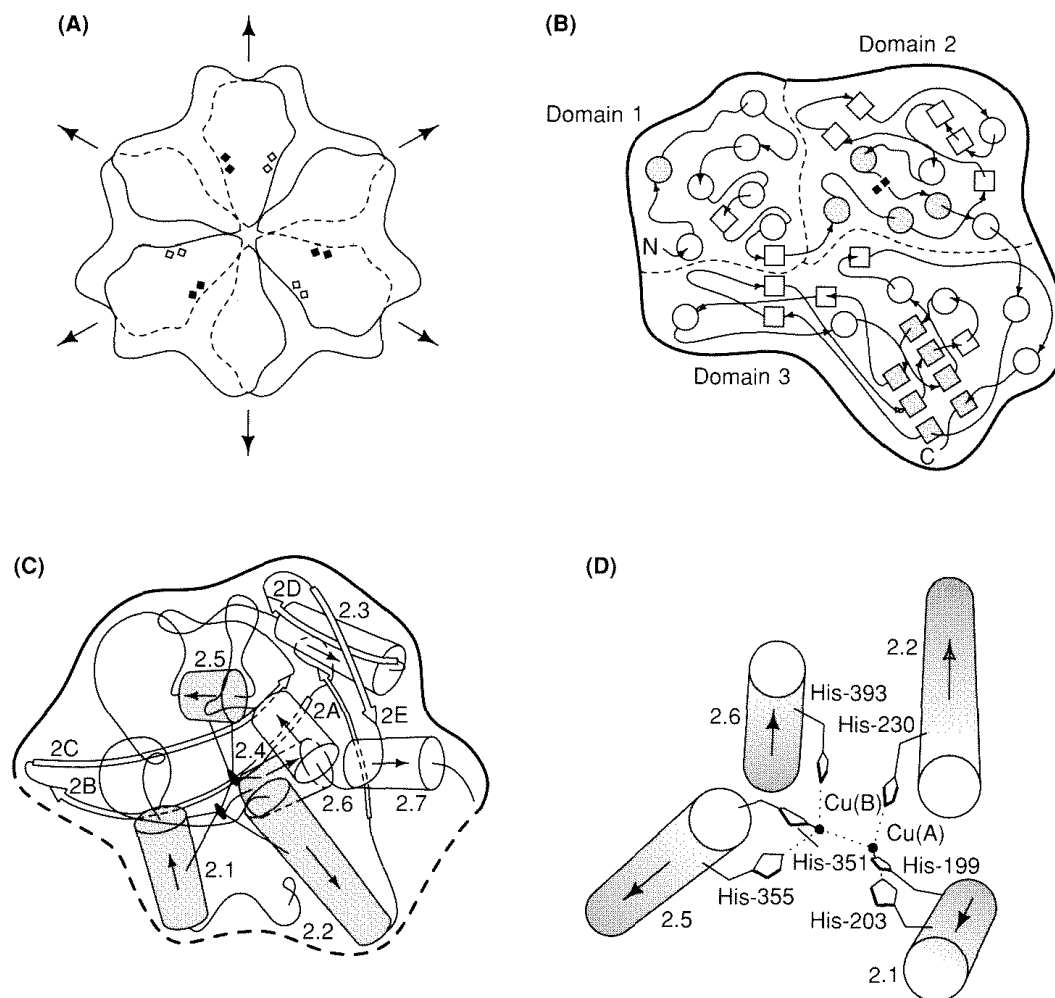 (A)
(B)
Domain 2
Domain 1
N
Domain 3
C
(C)
2D
2.3
2.5
2A
2E
2C
2.4
2B
2.6
2.7
2.1
2.2
(D)
2.2
His-393
2.6
His-230
Cu(B)
Cu(A)
His-351
His-199
His-355
2.5
His-203
2.1